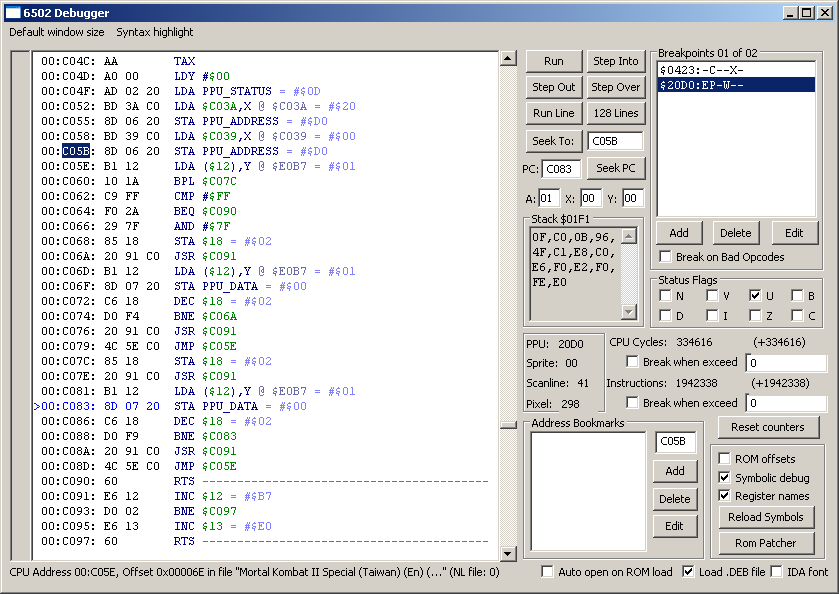 6502 Debugger
Default window size Syntax highlight
00:C04C: AA TAX
00:C04D: A0 00 LDY #$00
00:C04F: AD 02 20 LDA PPU_STATUS = #$0D
00:C052: BD 3A C0 LDA $C03A,X @ $C03A = #$20
00:C055: 8D 06 20 STA PPU_ADDRESS = #$D0
00:C058: BD 39 C0 LDA $C039,X @ $C039 = #$00
00:C05B: 8D 06 20 STA PPU_ADDRESS = #$D0
00:C05E: B1 12 LDA ($12),Y @ $E0B7 = #$01
00:C060: 10 1A BPL $C07C
00:C062: C9 FF CMP #$FF
00:C064: F0 2A BEQ $C090
00:C066: 29 7F AND #$7F
00:C068: 85 18 STA $18 = #$02
00:C06A: 20 91 C0 JSR $C091
00:C06D: B1 12 LDA ($12),Y @ $E0B7 = #$01
00:C06F: 8D 07 20 STA PPU_DATA = #$00
00:C072: C6 18 DEC $18 = #$02
00:C074: D0 F4 BNE $C06A
00:C076: 20 91 C0 JSR $C091
00:C079: 4C 5E C0 JMP $C05E
00:C07C: 85 18 STA $18 = #$02
00:C07E: 20 91 C0 JSR $C091
00:C081: B1 12 LDA ($12),Y @ $E0B7 = #$01
>00:C083: 8D 07 20 STA PPU_DATA = #$00
00:C086: C6 18 DEC $18 = #$02
00:C088: D0 F9 BNE $C083
00:C08A: 20 91 C0 JSR $C091
00:C08D: 4C 5E C0 JMP $C05E
00:C090: 60 RTS ----------------------------------------
00:C091: E6 12 INC $12 = #$B7
00:C093: D0 02 BNE $C097
00:C095: E6 13 INC $13 = #$E0
00:C097: 60 RTS ----------------------------------------
Run Step Into
Step Out Step Over
Run Line 128 Lines
Seek To: C05B
PC: C083 Seek PC
A: 01 X: 00 Y: 00
Stack $01F1
0F,C0,0B,96,
4F,C1,E8,C0,
E6,F0,E2,F0,
FE,E0
Breakpoints 01 of 02
$0423:-C--X-
$20D0:EP-W--
Add Delete Edit
Break on Bad Opcodes
Status Flags
N V U B
D I Z C
PPU: 20D0
Sprite: 00
Scanline: 41
Pixel: 298
CPU Cycles: 334616 (+334616)
Break when exceed 0
Instructions: 1942338 (+1942338)
Break when exceed 0
Address Bookmarks
C05B
Add
Delete
Edit
Reset counters
ROM offsets
Symbolic debug
Register names
Reload Symbols
Rom Patcher
CPU Address 00:C05E, Offset 0x00006E in file "Mortal Kombat II Special (Taiwan) (En) (..." (NL file: 0)
Auto open on ROM load Load .DEB file IDA font